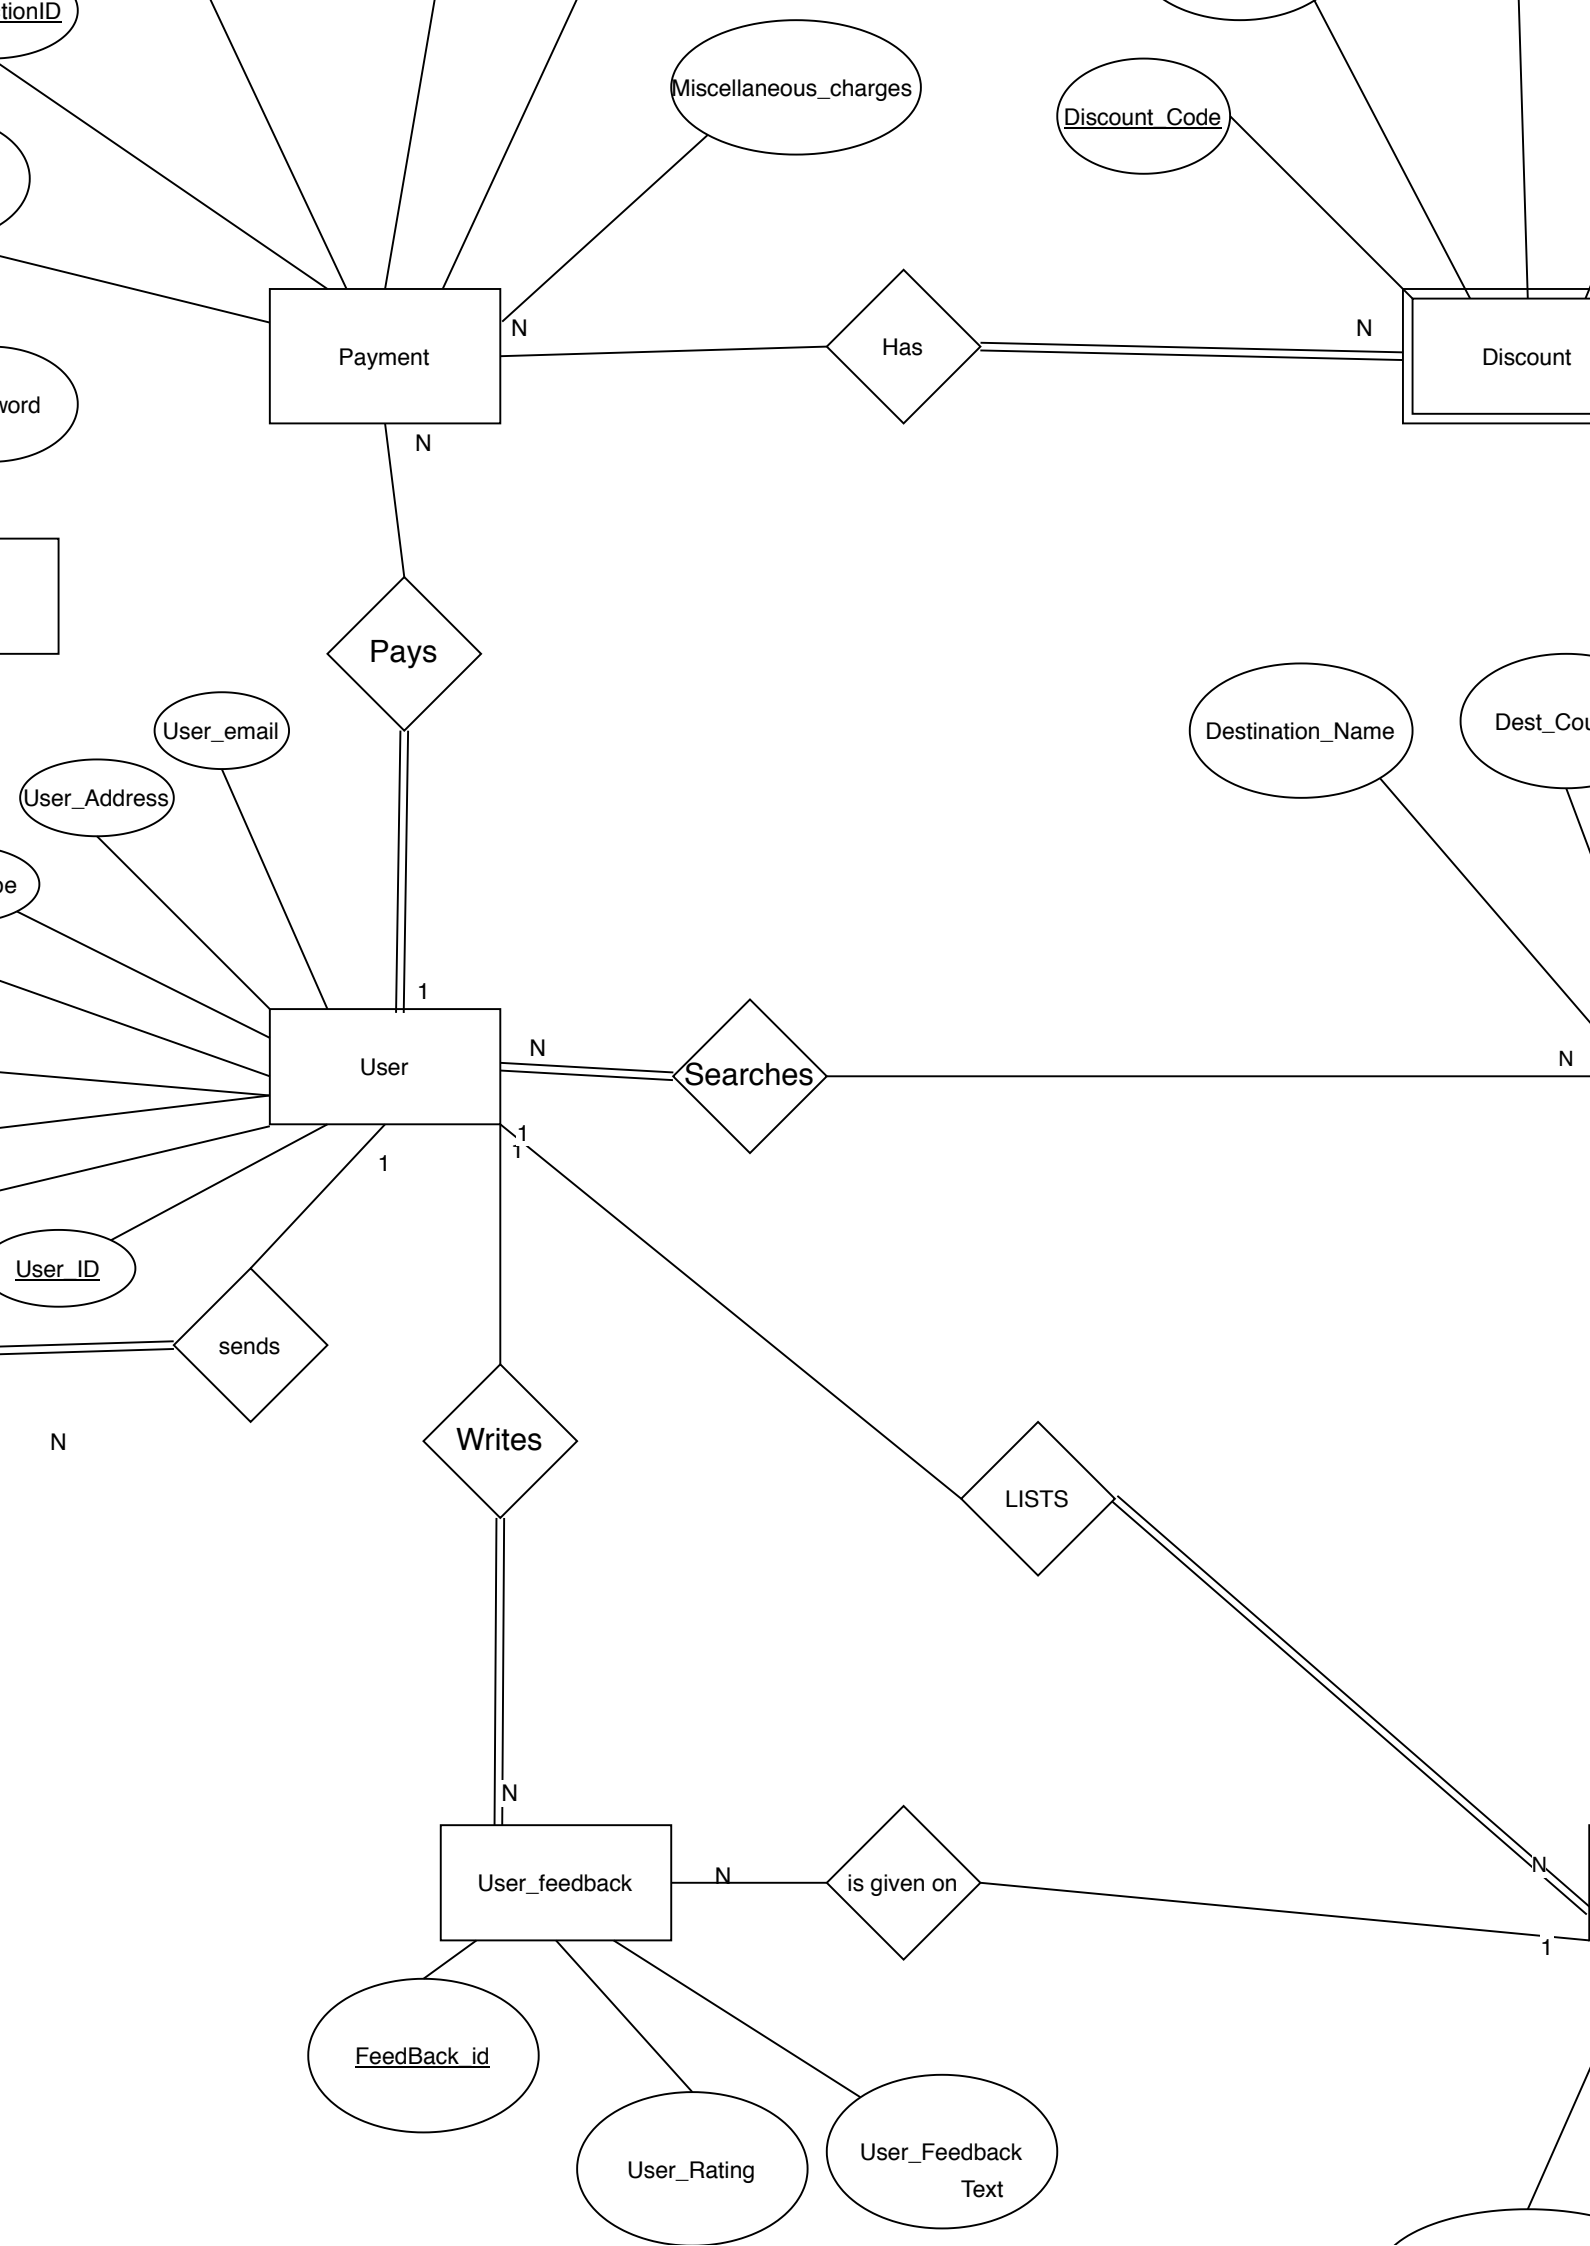 tionID
Miscellaneous_charges
Discount_Code
N
N
Has
Payment
Discount
word
N
Pays
User_email
Destination_Name
Dest_Cou
User_Address
pe
1
N
N
User
Searches
1
1
1
User_ID
sends
Writes
N
LISTS
N
N
N
User_feedback
is given on
1
FeedBack_id
User_Feedback
User_Rating
Text